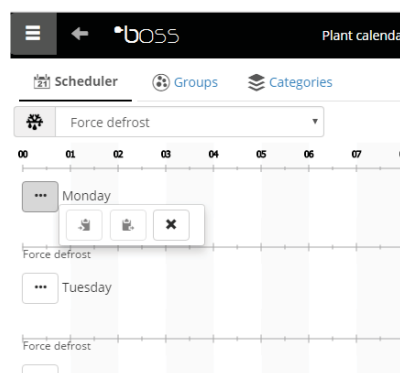 boss Plant calenda
21 Scheduler Groups Categories
Force defrost
00 01 02 03 04 05 06 07
Monday
Force defrost
Tuesday
Force defrost